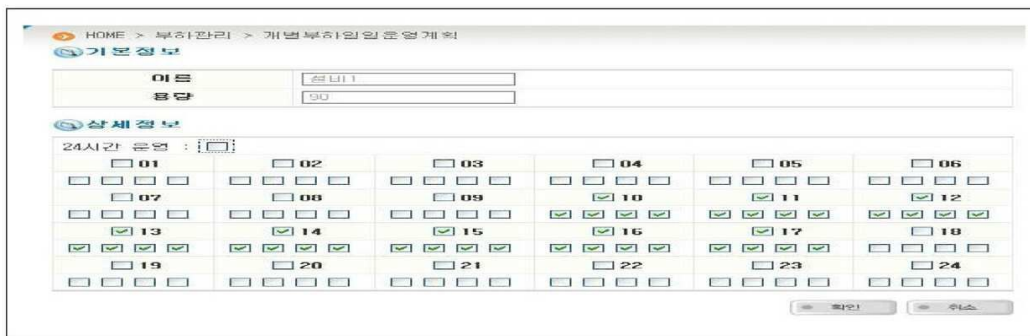 HOME > 부하관리 > 개별부하일일운영계획
기본정보
이름 설비1
용량 90
상세정보
24시간 운영 :
01 02 03 04 05 06
07 08 09 10 11 12
13 14 15 16 17 18
19 20 21 22 23 24
확인 취소